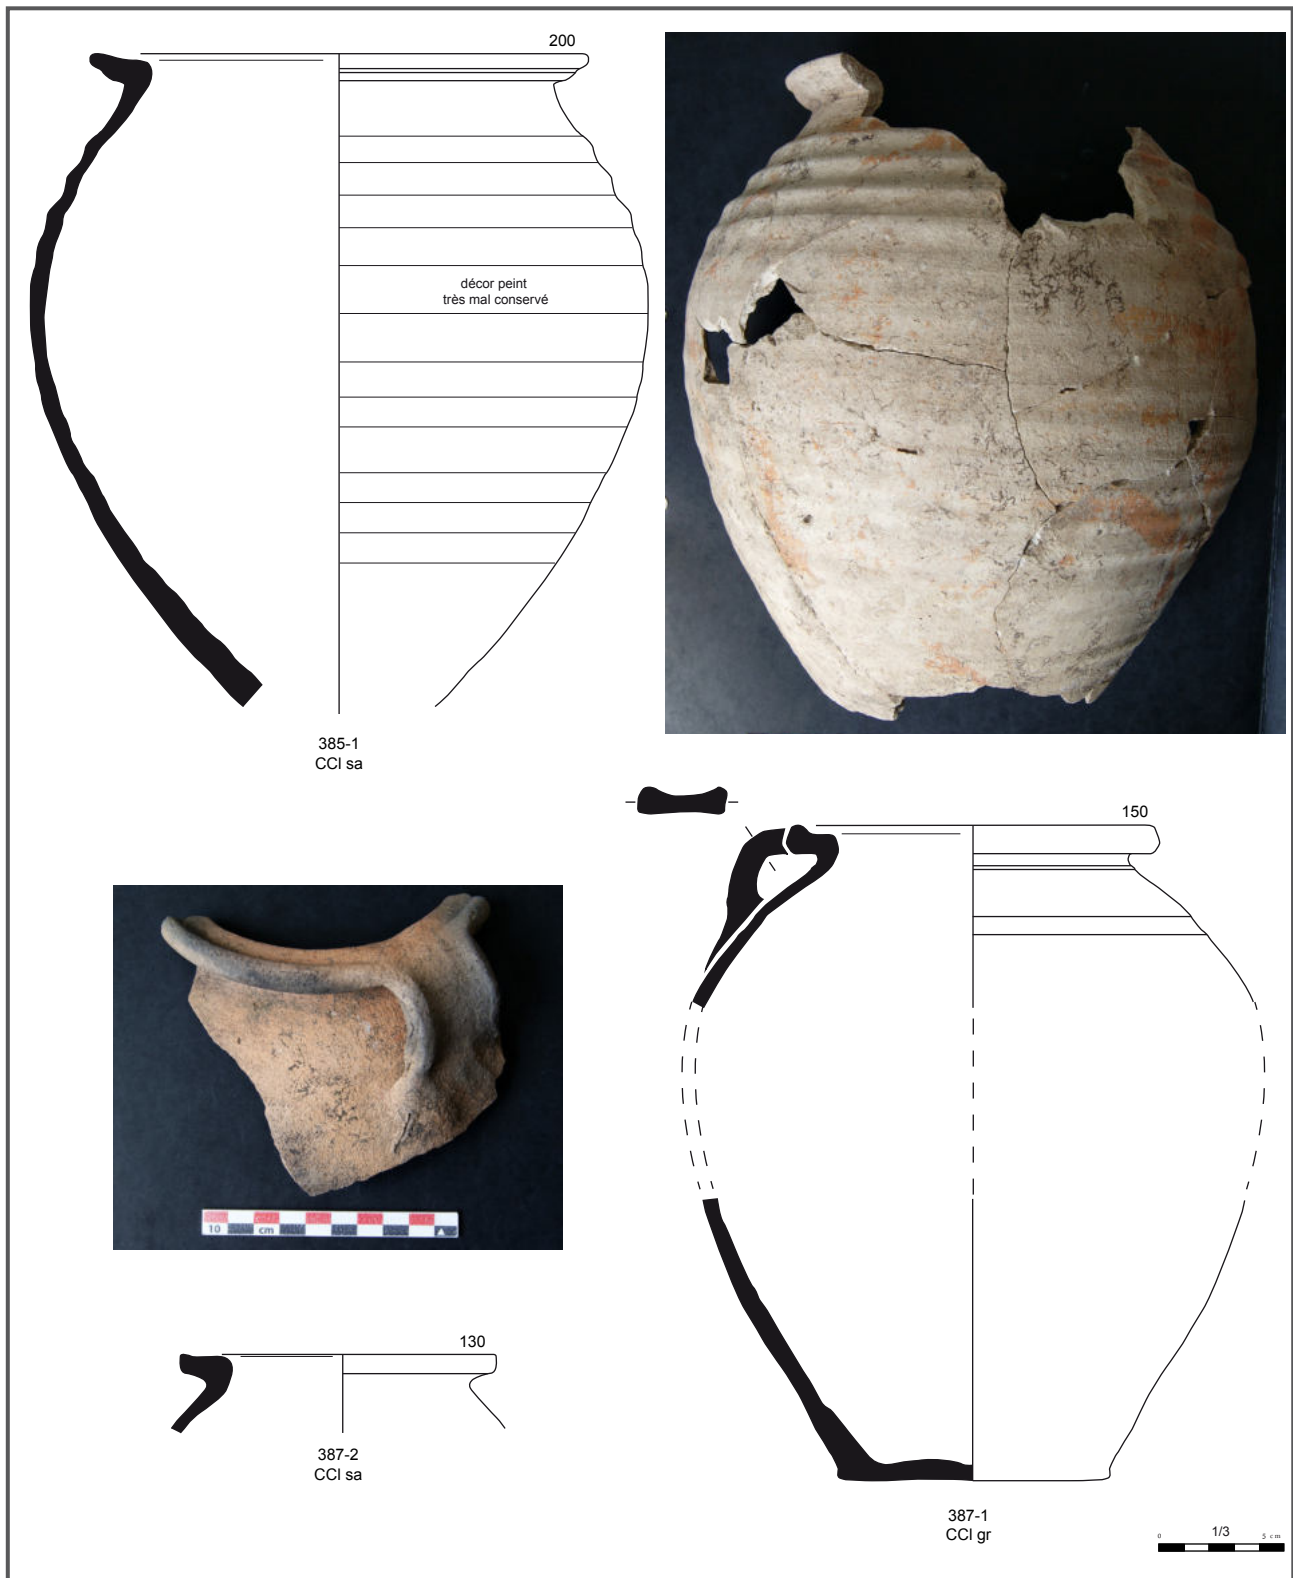 200
décor peint
très mal conservé
385-1
CCl sa
150
10 cm
130
387-2
CCl sa
387-1
CCl gr
0 1/3 5 cm